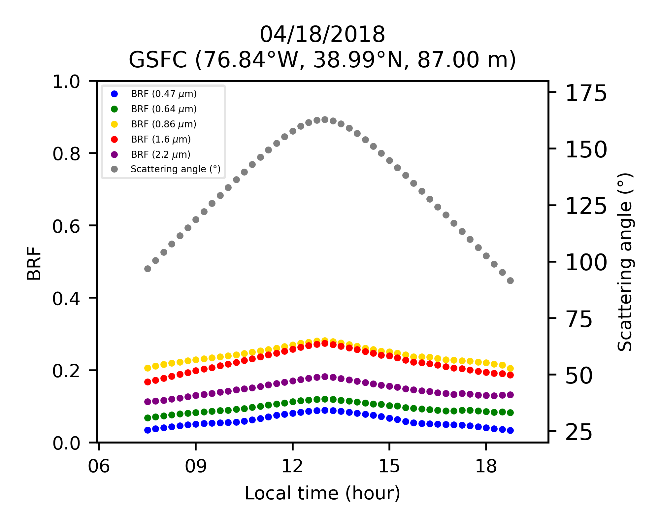 04/18/2018
GSFC (76.84°W, 38.99°N, 87.00 m)
BRF (0.47 μm)
BRF (0.64 μm)
BRF (0.86 μm)
BRF (1.6 μm)
BRF (2.2 μm)
Scattering angle (°)
1.0
0.8
0.6
0.4
0.2
0.0
BRF
175
150
125
100
75
50
25
Scattering angle (°)
06 09 12 15 18
Local time (hour)